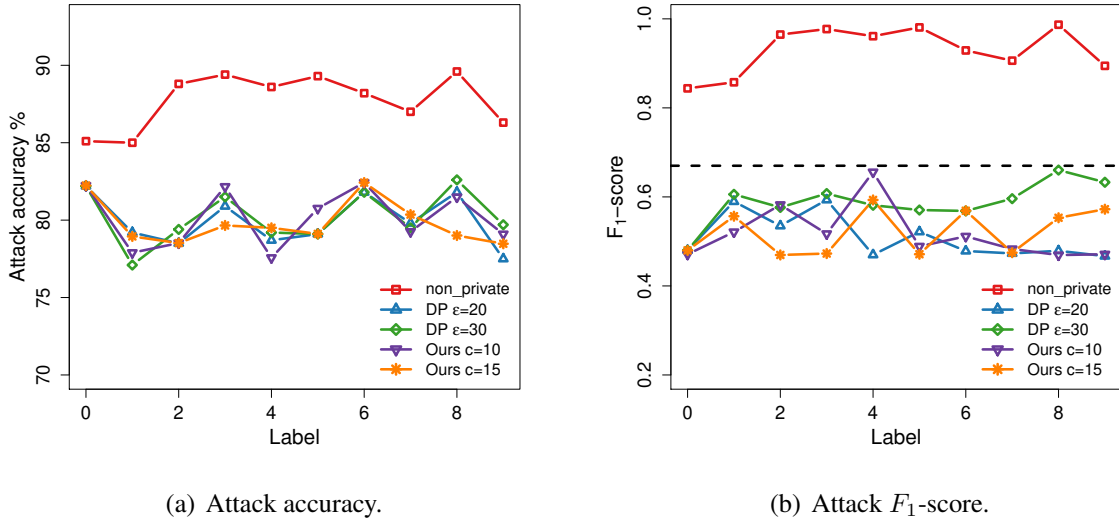 Attack accuracy %
90
85
80
75
70
0 2 4 6 8
Label
non_private
DP ε=20
DP ε=30
Ours c=10
Ours c=15
(a) Attack accuracy.
F₁−score
1.0
0.8
0.6
0.4
0.2
0 2 4 6 8
Label
non_private
DP ε=20
DP ε=30
Ours c=10
Ours c=15
(b) Attack F₁-score.